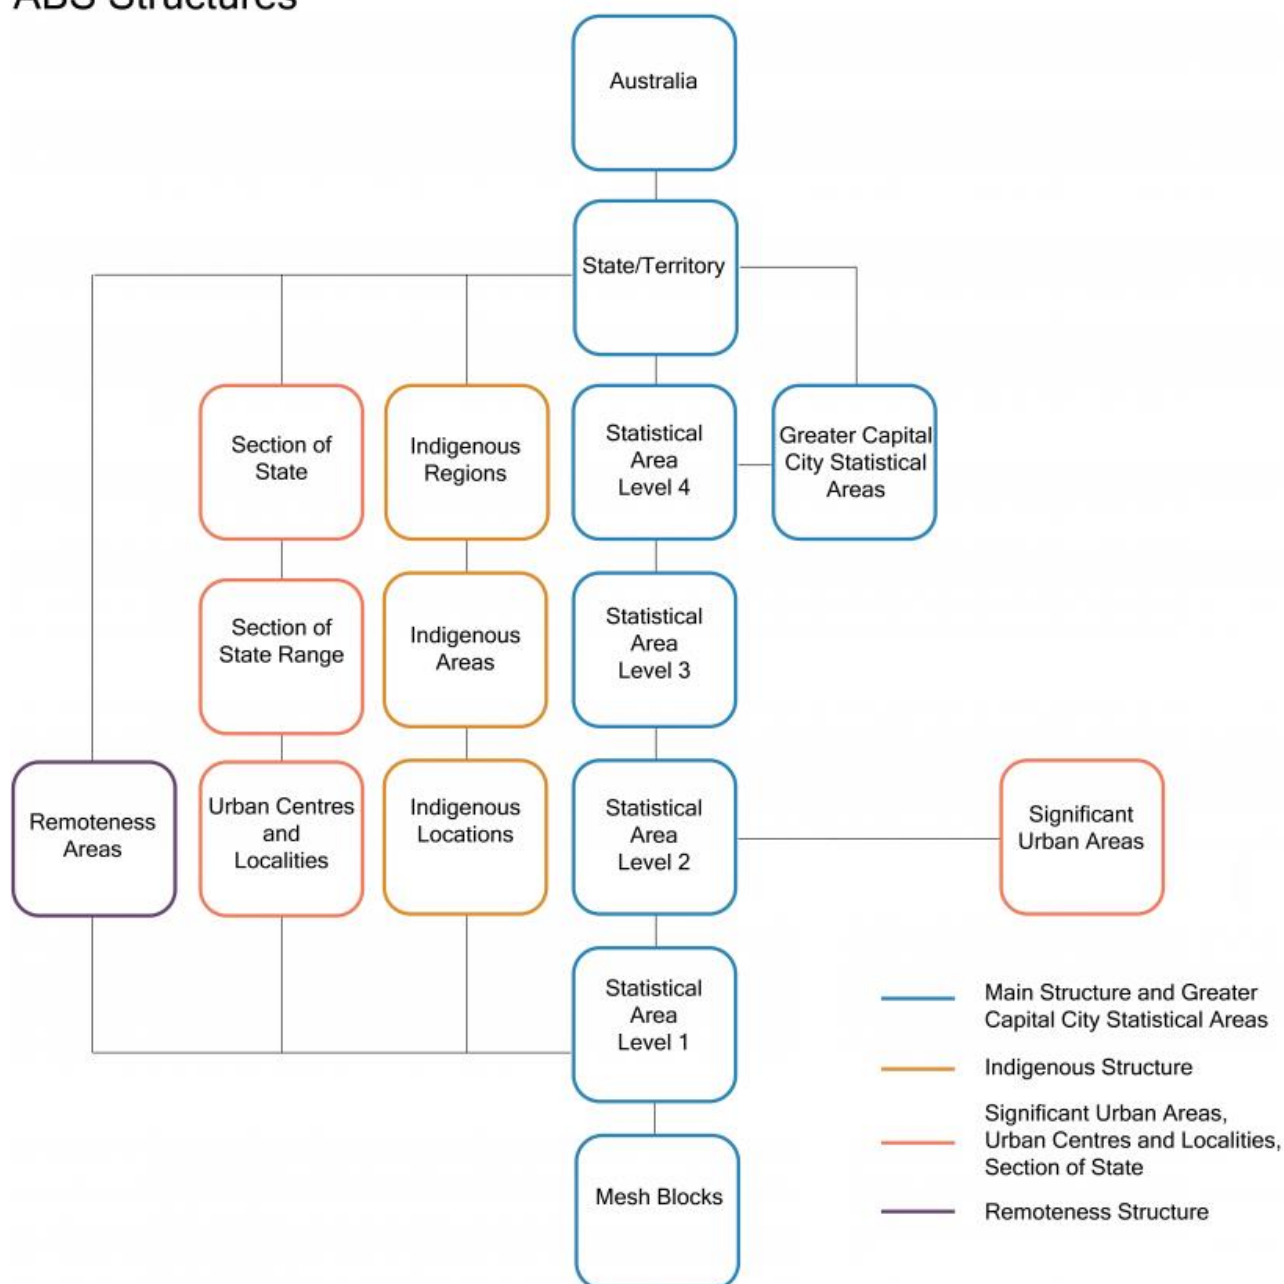 ABS Structures
Australia
State/Territory
Section of
State
Indigenous
Regions
Statistical
Area
Level 4
Greater Capital
City Statistical
Areas
Section of
State Range
Indigenous
Areas
Statistical
Area
Level 3
Remoteness
Areas
Urban Centres
and
Localities
Indigenous
Locations
Statistical
Area
Level 2
Significant
Urban Areas
Statistical
Area
Level 1
Mesh Blocks
Main Structure and Greater
Capital City Statistical Areas
Indigenous Structure
Significant Urban Areas,
Urban Centres and Localities,
Section of State
Remoteness Structure